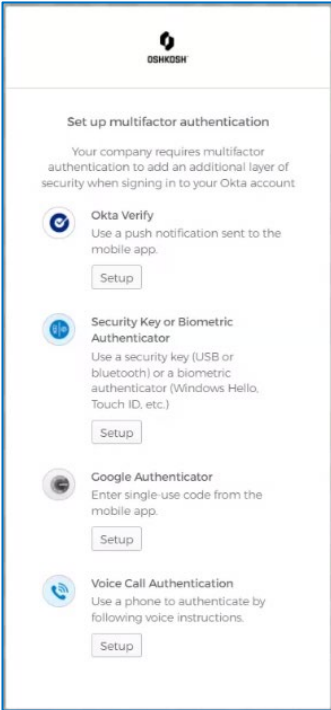 OSHKOSH
Set up multifactor authentication
Your company requires multifactor
authentication to add an additional layer of
security when signing in to your Okta account
Okta Verify
Use a push notification sent to the
mobile app.
Setup
Security Key or Biometric
Authenticator
Use a security key (USB or
bluetooth) or a biometric
authenticator (Windows Hello,
Touch ID, etc.)
Setup
Google Authenticator
Enter single-use code from the
mobile app.
Setup
Voice Call Authentication
Use a phone to authenticate by
following voice instructions.
Setup